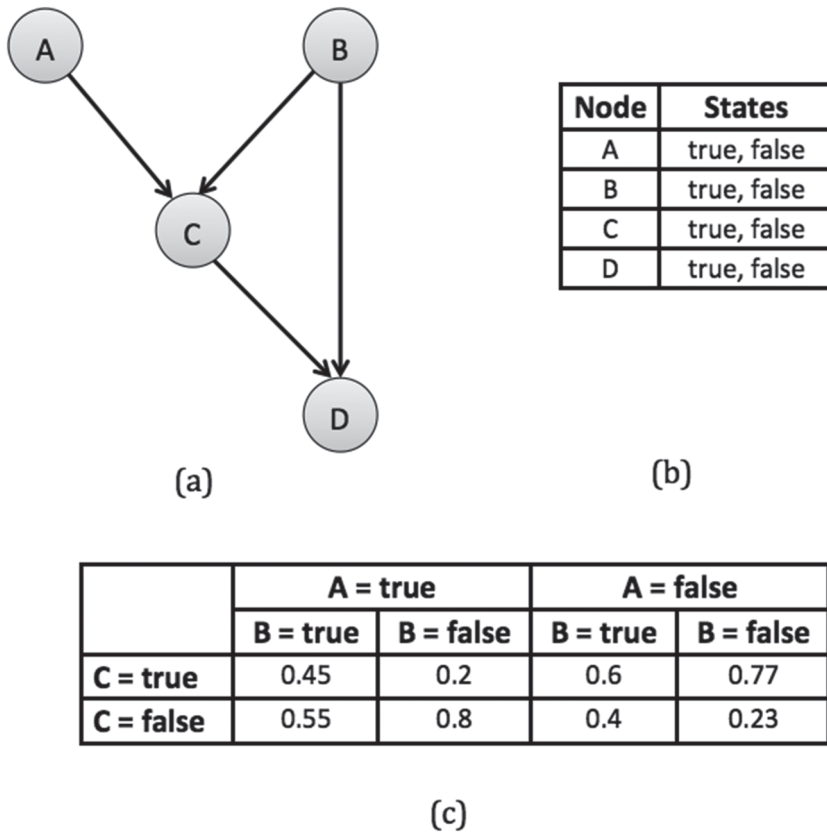 A B
C
D
(a)
Node States
A true, false
B true, false
C true, false
D true, false
(b)
A = true A = false
B = true B = false B = true B = false
C = true 0.45 0.2 0.6 0.77
C = false 0.55 0.8 0.4 0.23
(c)